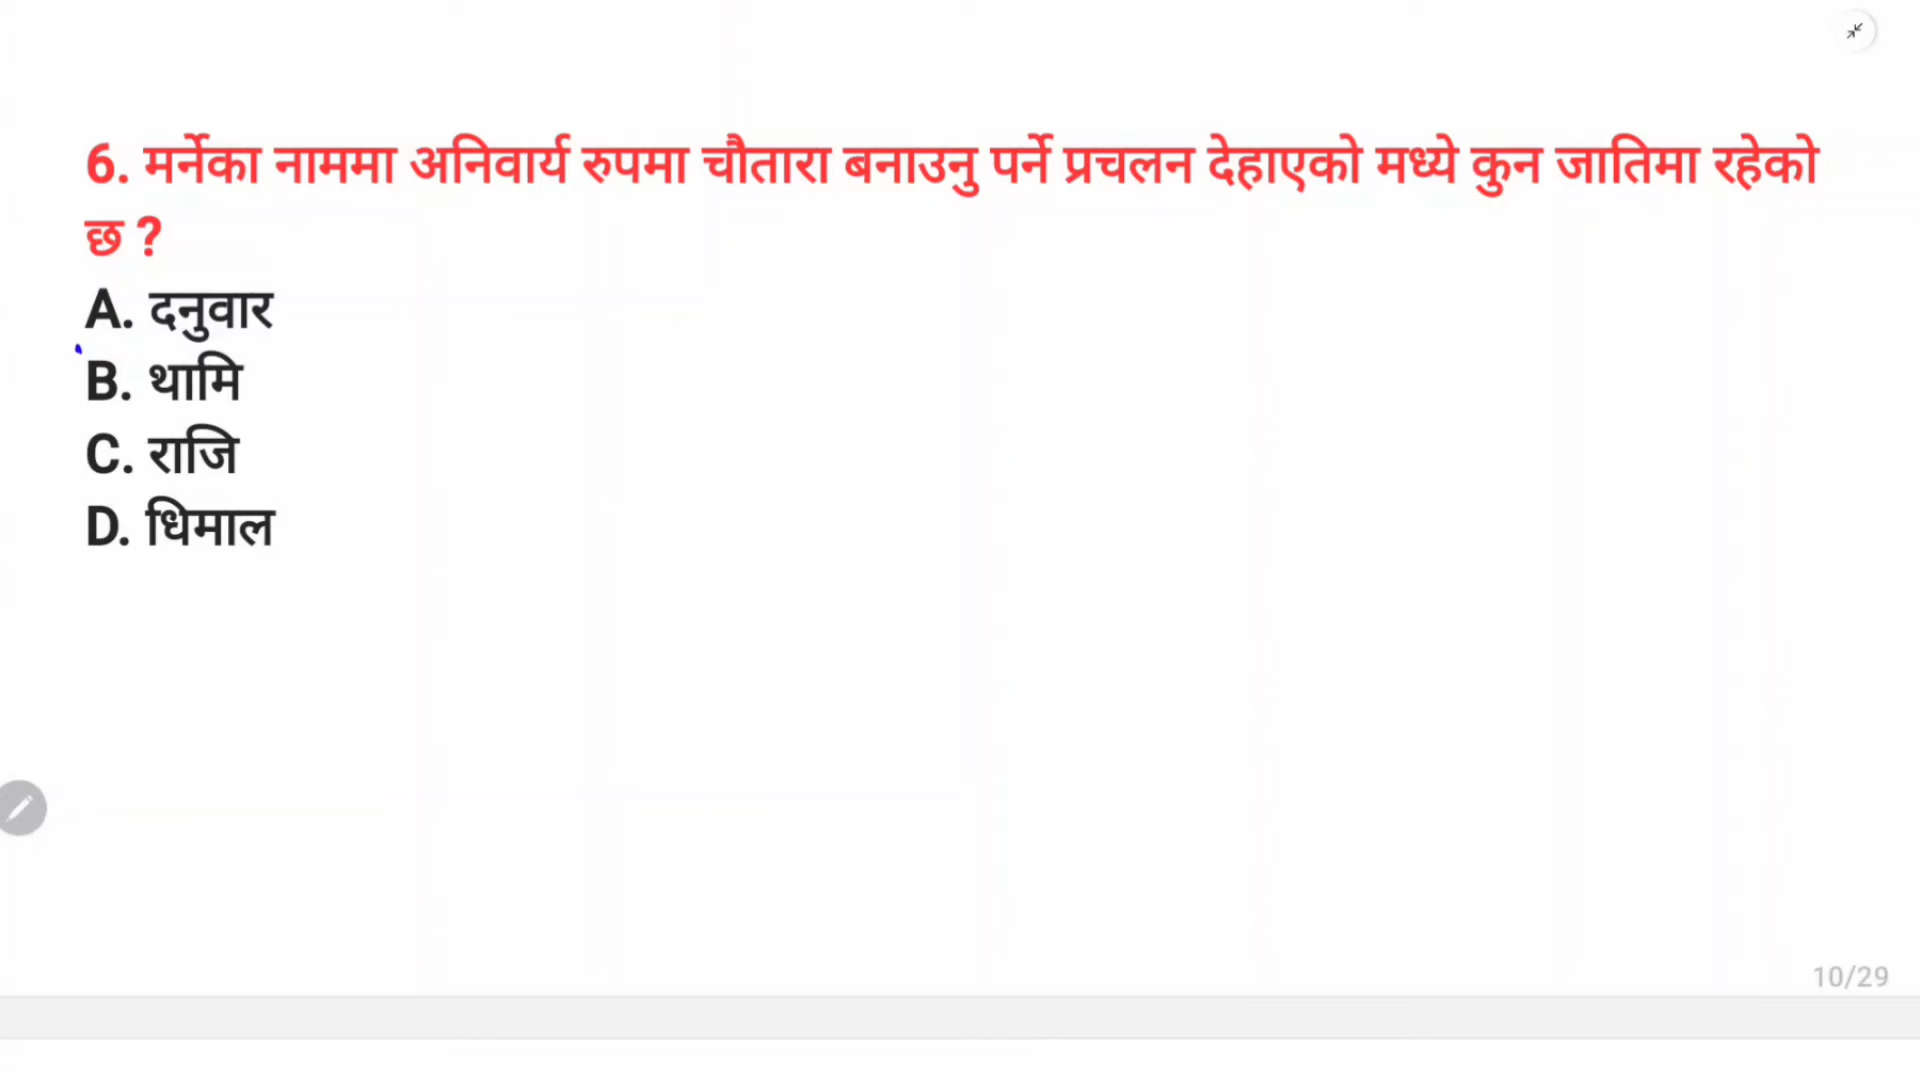 6. मर्नेका नाममा अनिवार्य रुपमा चौतारा बनाउनु पर्ने प्रचलन देहाएको मध्ये कुन जातिमा रहेको
छ ?
A. दनुवार
B. थामि
C. राजि
D. धिमाल
10/29